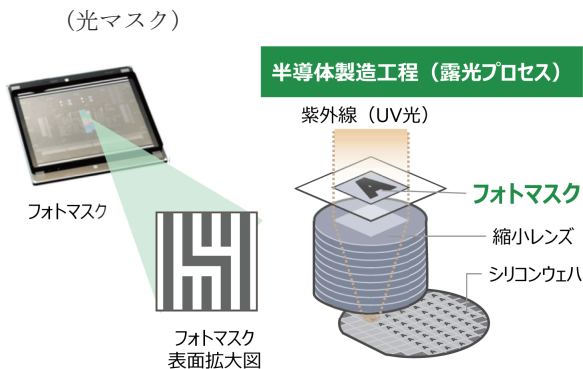 （光マスク）
半導体製造工程（露光プロセス）
紫外線（UV光）
フォトマスク
フォトマスク
縮小レンズ
シリコンウェハ
フォトマスク
表面拡大図